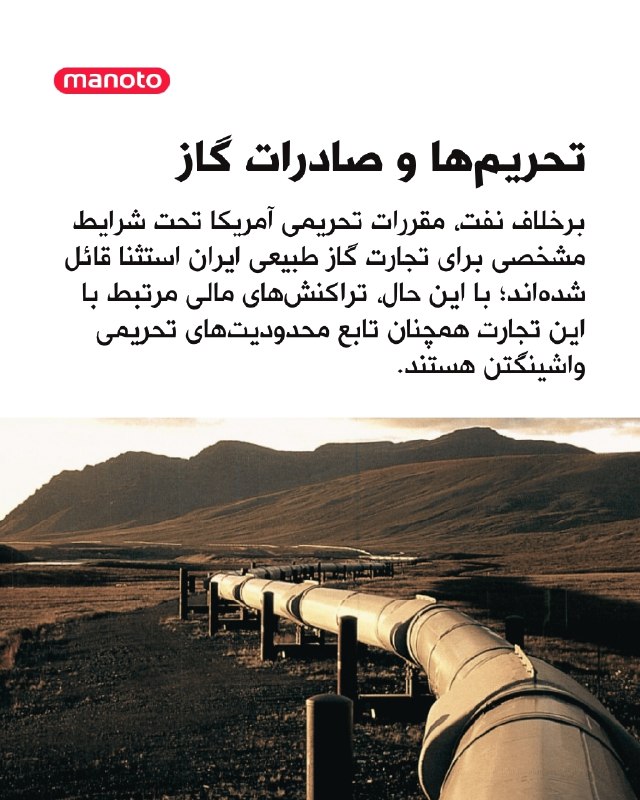 manoto
تحریم‌ها و صادرات گاز
برخلاف نفت، مقررات تحریمی آمریکا تحت شرایط
مشخصی برای تجارت گاز طبیعی ایران استثنا قائل
شده‌اند؛ با این حال، تراکنش‌های مالی مرتبط با
این تجارت همچنان تابع محدودیت‌های تحریمی
واشینگتن هستند.